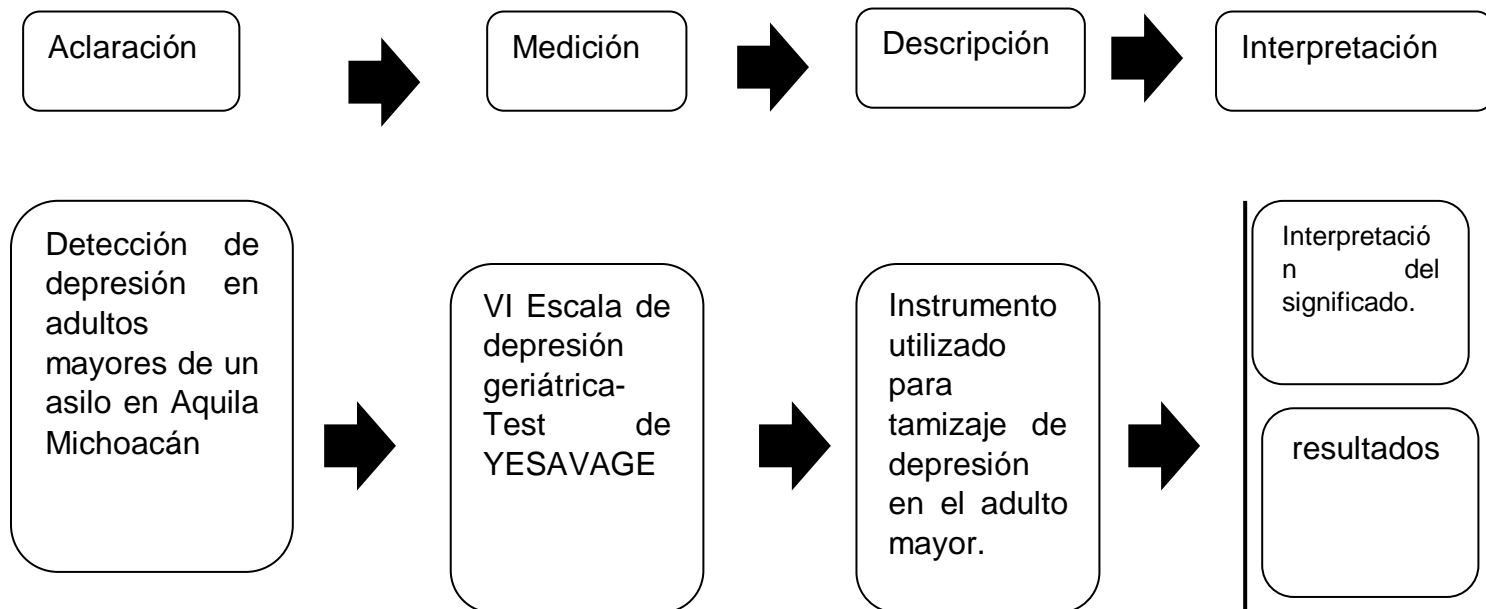 Aclaración
Medición
Descripción
Interpretación
Detección de
depresión en
adultos
mayores de un
asilo en Aquila
Michoacán
VI Escala de
depresión
geriátrica-
Test de
YESAVAGE
Instrumento
utilizado
para
tamizaje de
depresión
en el adulto
mayor.
Interpretació
n del
significado.
resultados